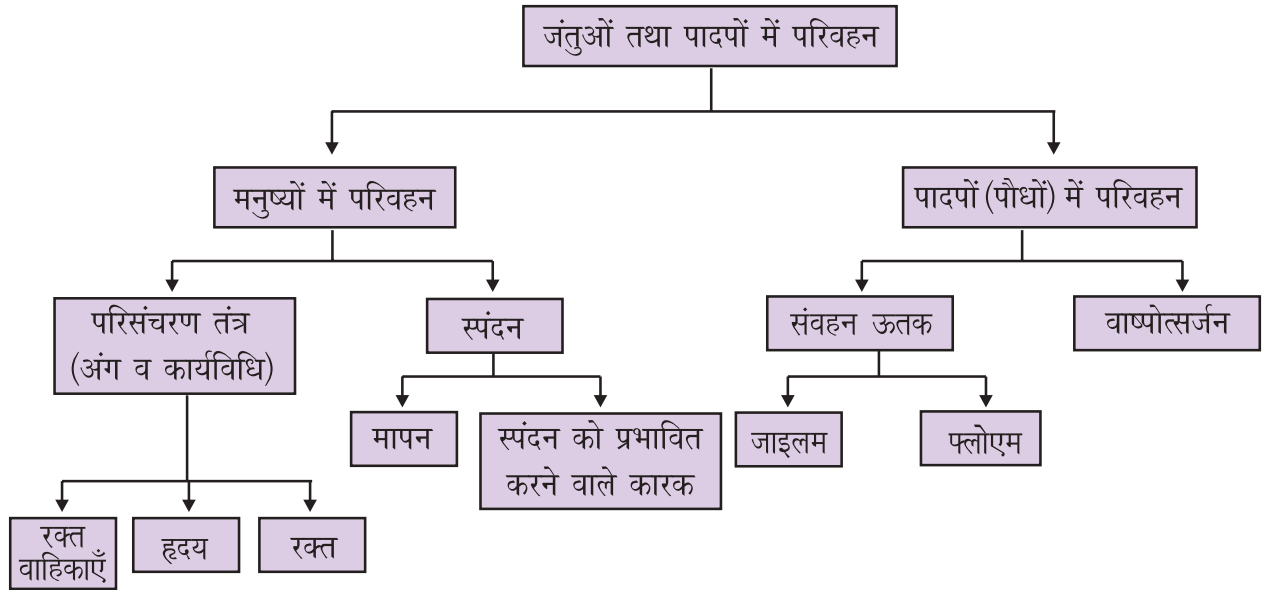 जंतुओं तथा पादपों में परिवहन
मनुष्यों में परिवहन
पादपों (पौधों) में परिवहन
परिसंचरण तंत्र
(अंग व कार्यविधि)
स्पंदन
संवहन ऊतक
वाष्पोत्सर्जन
मापन
स्पंदन को प्रभावित
करने वाले कारक
जाइलम
फ्लोएम
रक्त
वाहिकाएँ
हृदय
रक्त